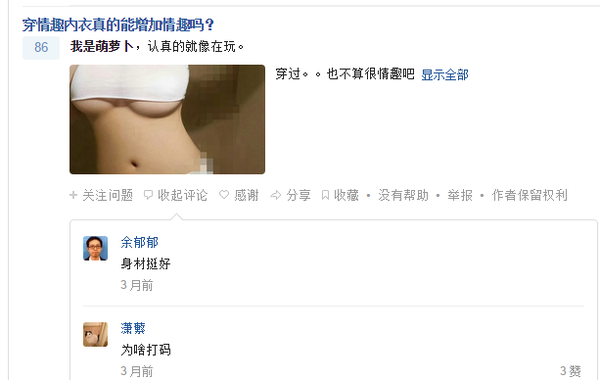 穿情趣内衣真的能增加情趣吗？
86
我是萌萝卜，认真的就像在玩。
穿过。。也不算很情趣吧 显示全部
关注问题 收起评论 感谢 分享 收藏 • 没有帮助 • 举报 • 作者保留权利
余郁郁
身材挺好
3 月前
潇藜
为啥打码
3 月前 3 赞